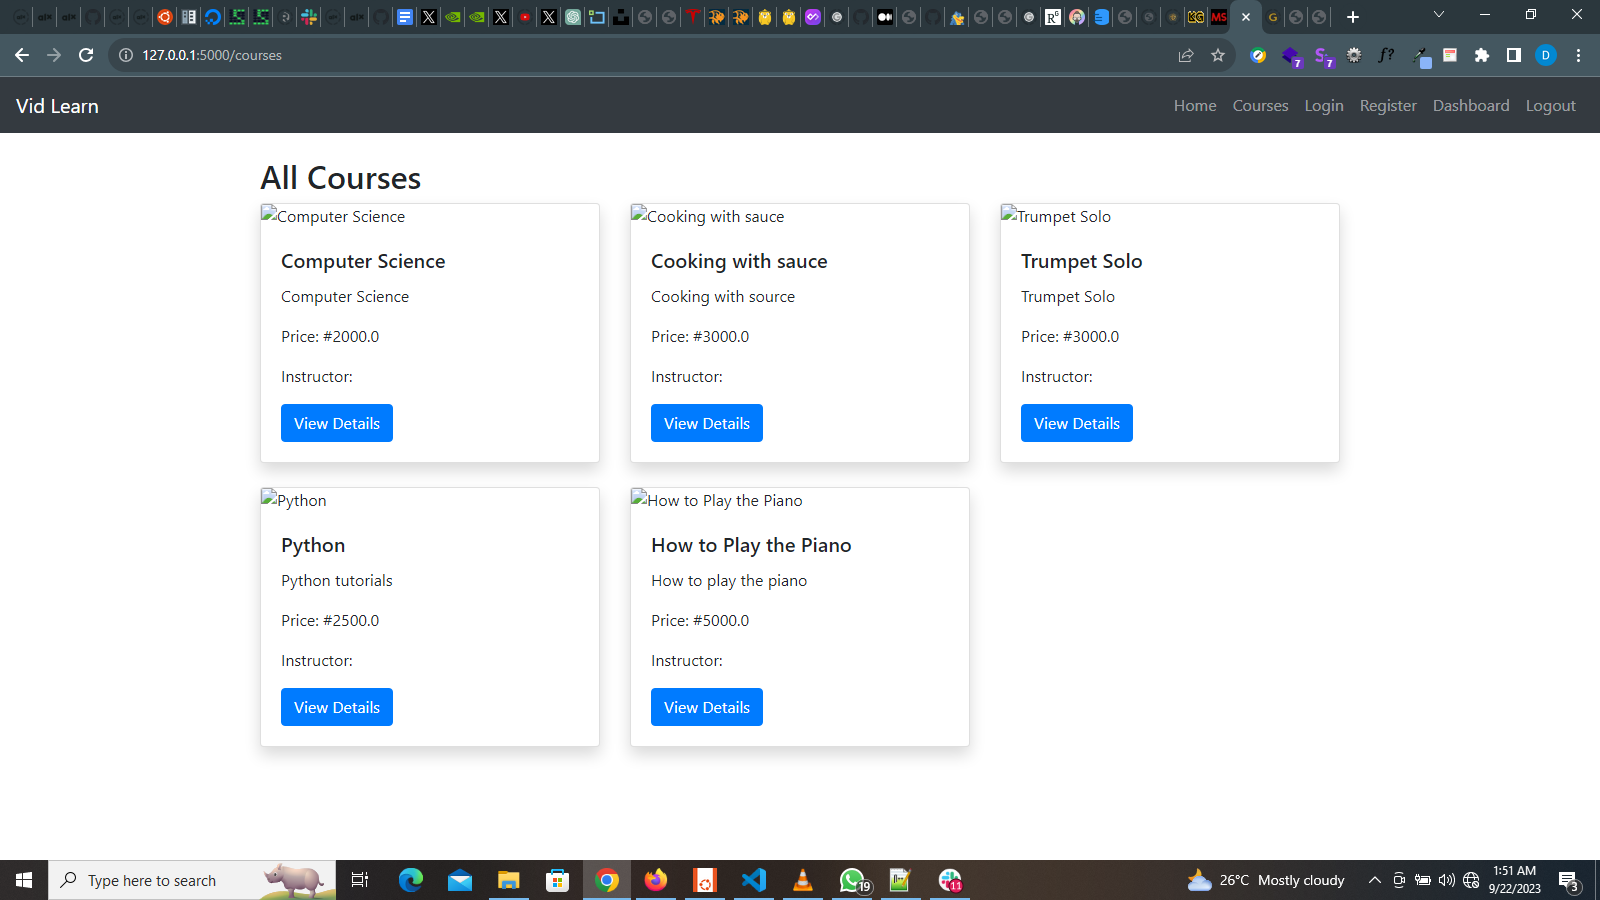 127.0.0.1:5000/courses
7
7
D
Vid Learn
Home Courses Login Register Dashboard Logout
All Courses
Computer Science
Cooking with sauce
Trumpet Solo
Computer Science
Cooking with sauce
Trumpet Solo
Computer Science
Cooking with source
Trumpet Solo
Price: #2000.0
Price: #3000.0
Price: #3000.0
Instructor:
Instructor:
Instructor:
View Details
View Details
View Details
Python
How to Play the Piano
Python
How to Play the Piano
Python tutorials
How to play the piano
Price: #2500.0
Price: #5000.0
Instructor:
Instructor:
View Details
View Details
Type here to search
19
11
26°C Mostly cloudy
1:51 AM
9/22/2023
3